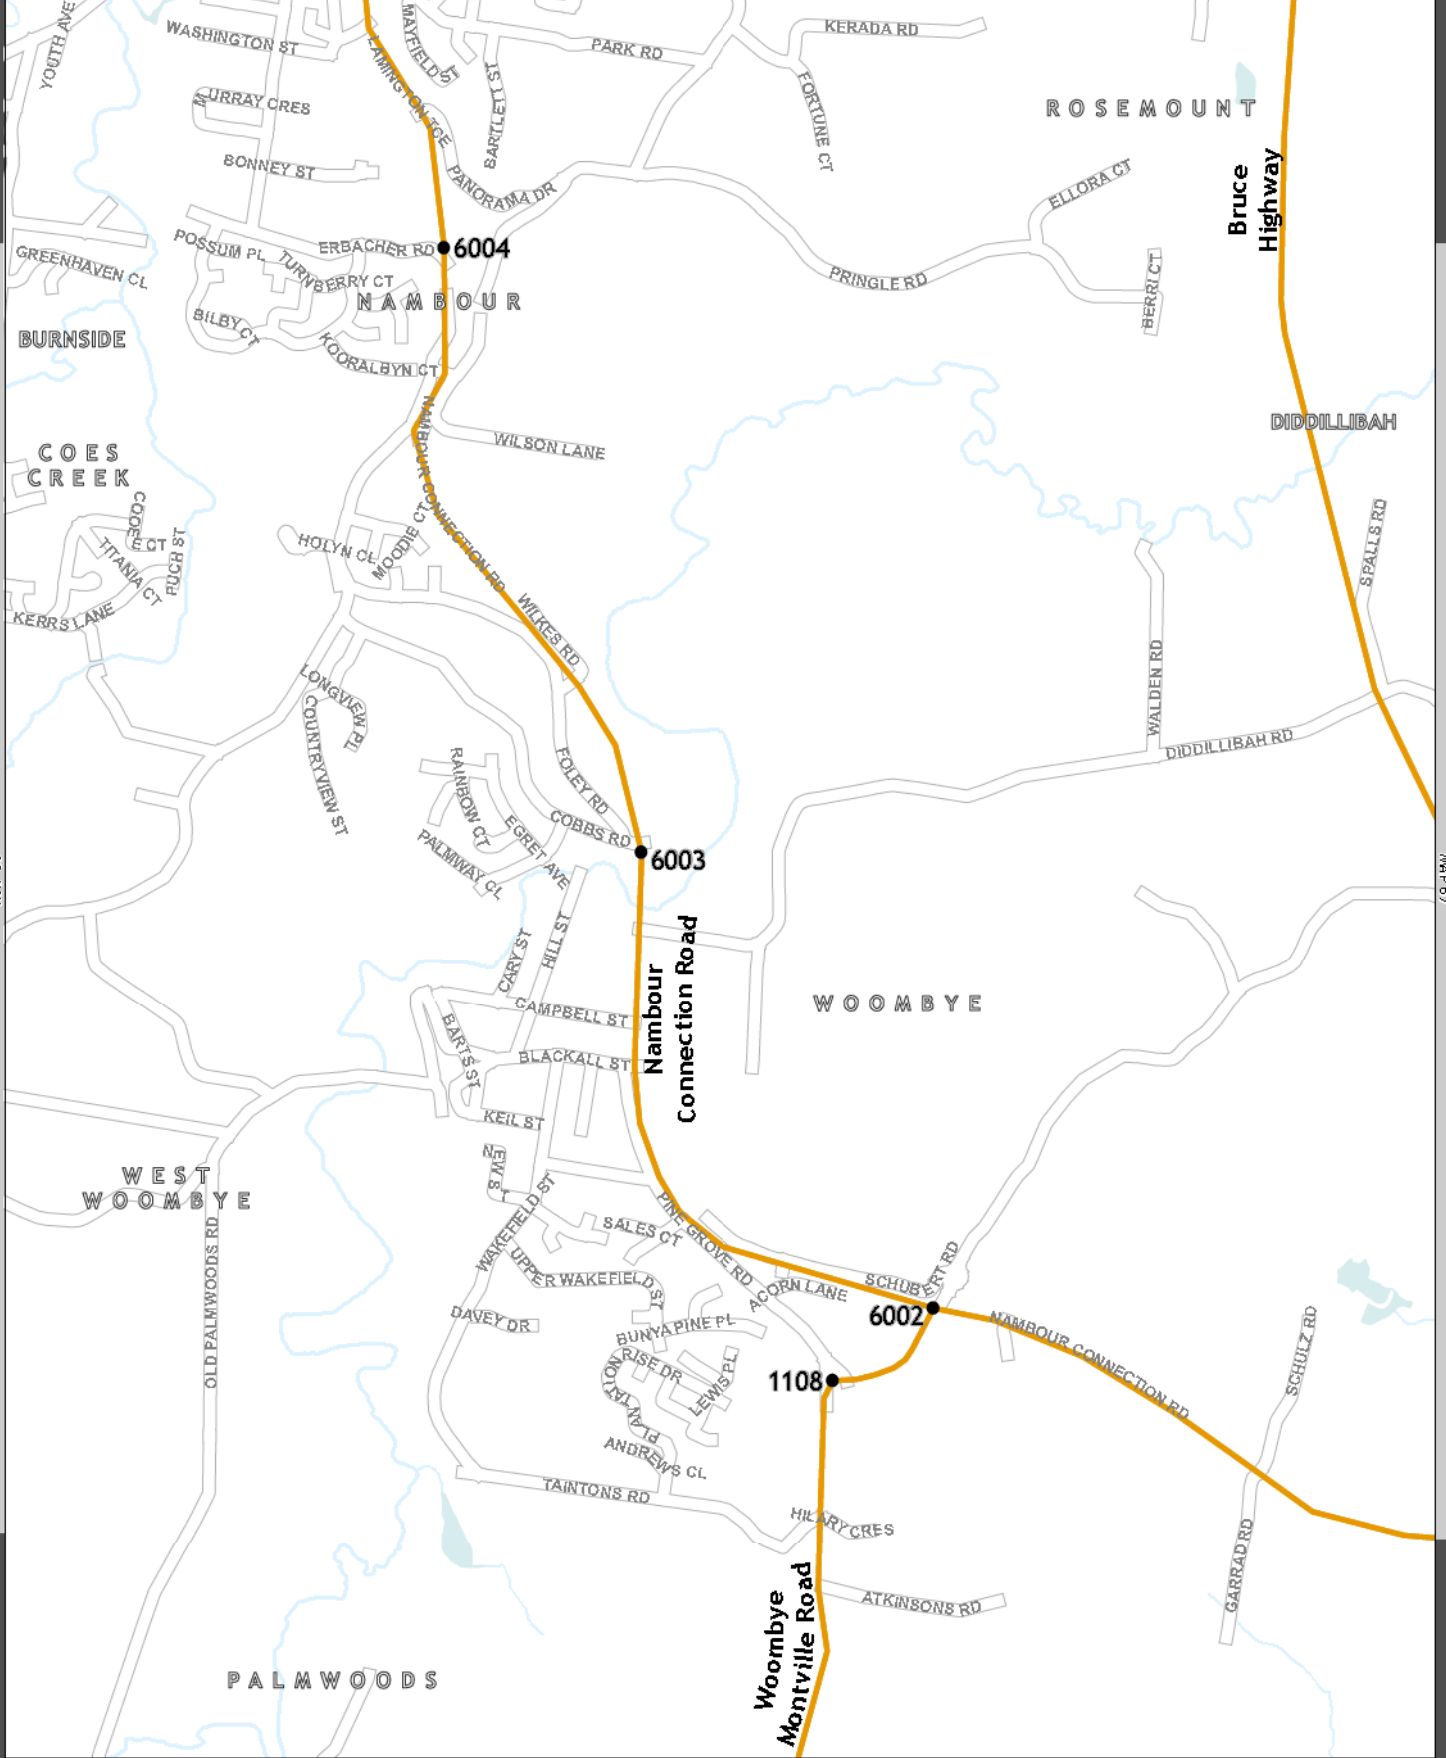 YOUTH AVE
WASHINGTON ST
MAYFIELD ST
LAMINGTON TCE
PARK RD
KERADA RD
BARTLETT ST
FORTUNE CT
MURRAY CRES
ROSEMOUNT
BONNEY ST
PANORAMA DR
ELLORA CT
Bruce
Highway
POSSUM PL
ERBACHER RD
6004
GREENHAVEN CL
TURNBERRY CT
NAMBOUR
PRINGLE RD
BERRI CT
BURNSIDE
BILBY CT
KOORALBYN CT
DIDDILLIBAH
COES
CREEK
WILSON LANE
NAMBOUR CONNECTION RD
COOEE CT
TITANIA CT
PUCH ST
HOLYN CL
MOODIE CT
SPALLS RD
KERRS LANE
WILKES RD
LONGVIEW PL
COUNTRYVIEW ST
WALDEN RD
DIDDILLIBAH RD
RAINBOW CT
FOLEY RD
COBBS RD
EGRET AVE
PALMWAY CL
6003
HILL ST
CARY ST
Nambour
Connection Road
WOOMBYE
CAMPBELL ST
BARTS ST
BLACKALL ST
KEIL ST
NEW ST
WEST
WOOMBYE
OLD PALMWOODS RD
WAKEFIELD ST
PINE GROVE RD
SALES CT
UPPER WAKEFIELD ST
ACORN LANE
SCHUBERT RD
6002
NAMBOUR CONNECTION RD
DAVEY DR
BUNYA PINE PL
SCHULZ RD
RISE DR
PLANTATION
LEWIS PL
1108
ANDREWS CL
TAINTONS RD
HILARY CRES
GARRAD RD
ATKINSONS RD
Woombye
Montville Road
PALMWOODS